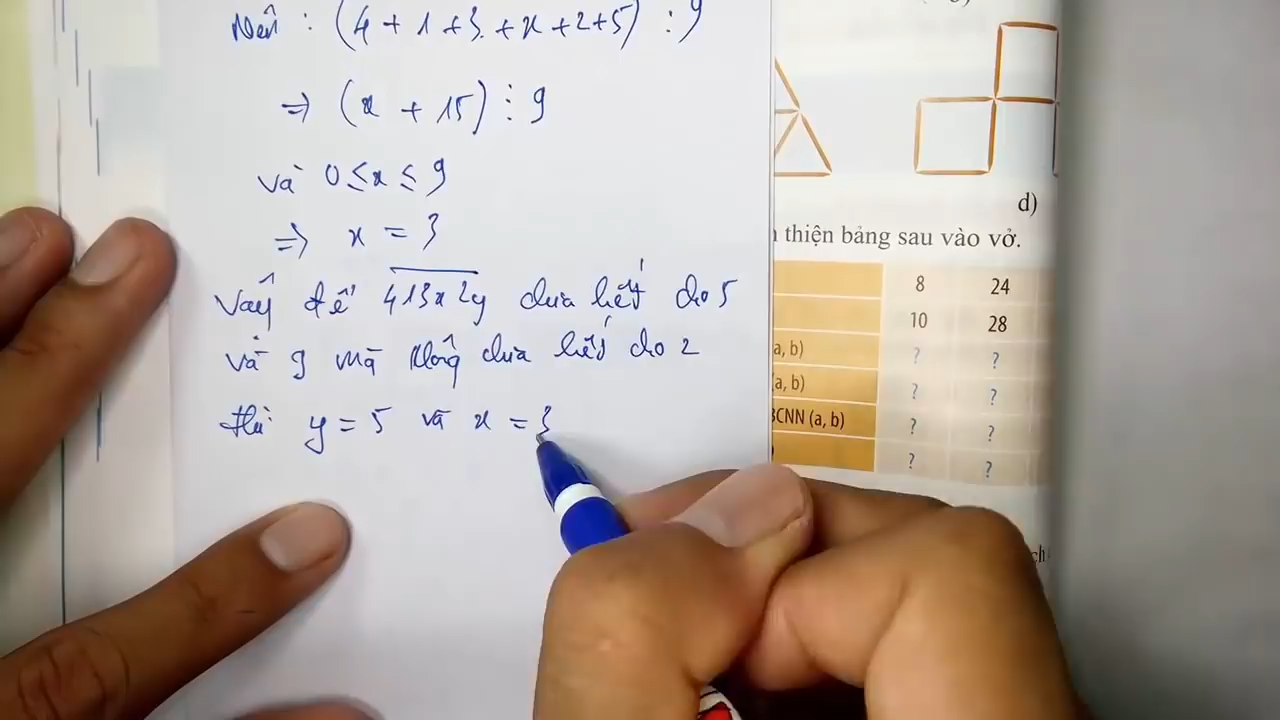 Nên : (4 + 1 + 3 + x + 2 + 5) ⋮ 9
⇒ (x + 15) ⋮ 9
và 0 ≤ x ≤ 9
⇒ x = 3
Vậy để 413x2y chia hết cho 5
và 9 mà không chia hết cho 2
thì y = 5 và x = 3
d)
thiện bảng sau vào vở.
8 24
10 28
a, b) ? ?
(a, b) ? ?
BCNN (a, b) ? ?
? ?